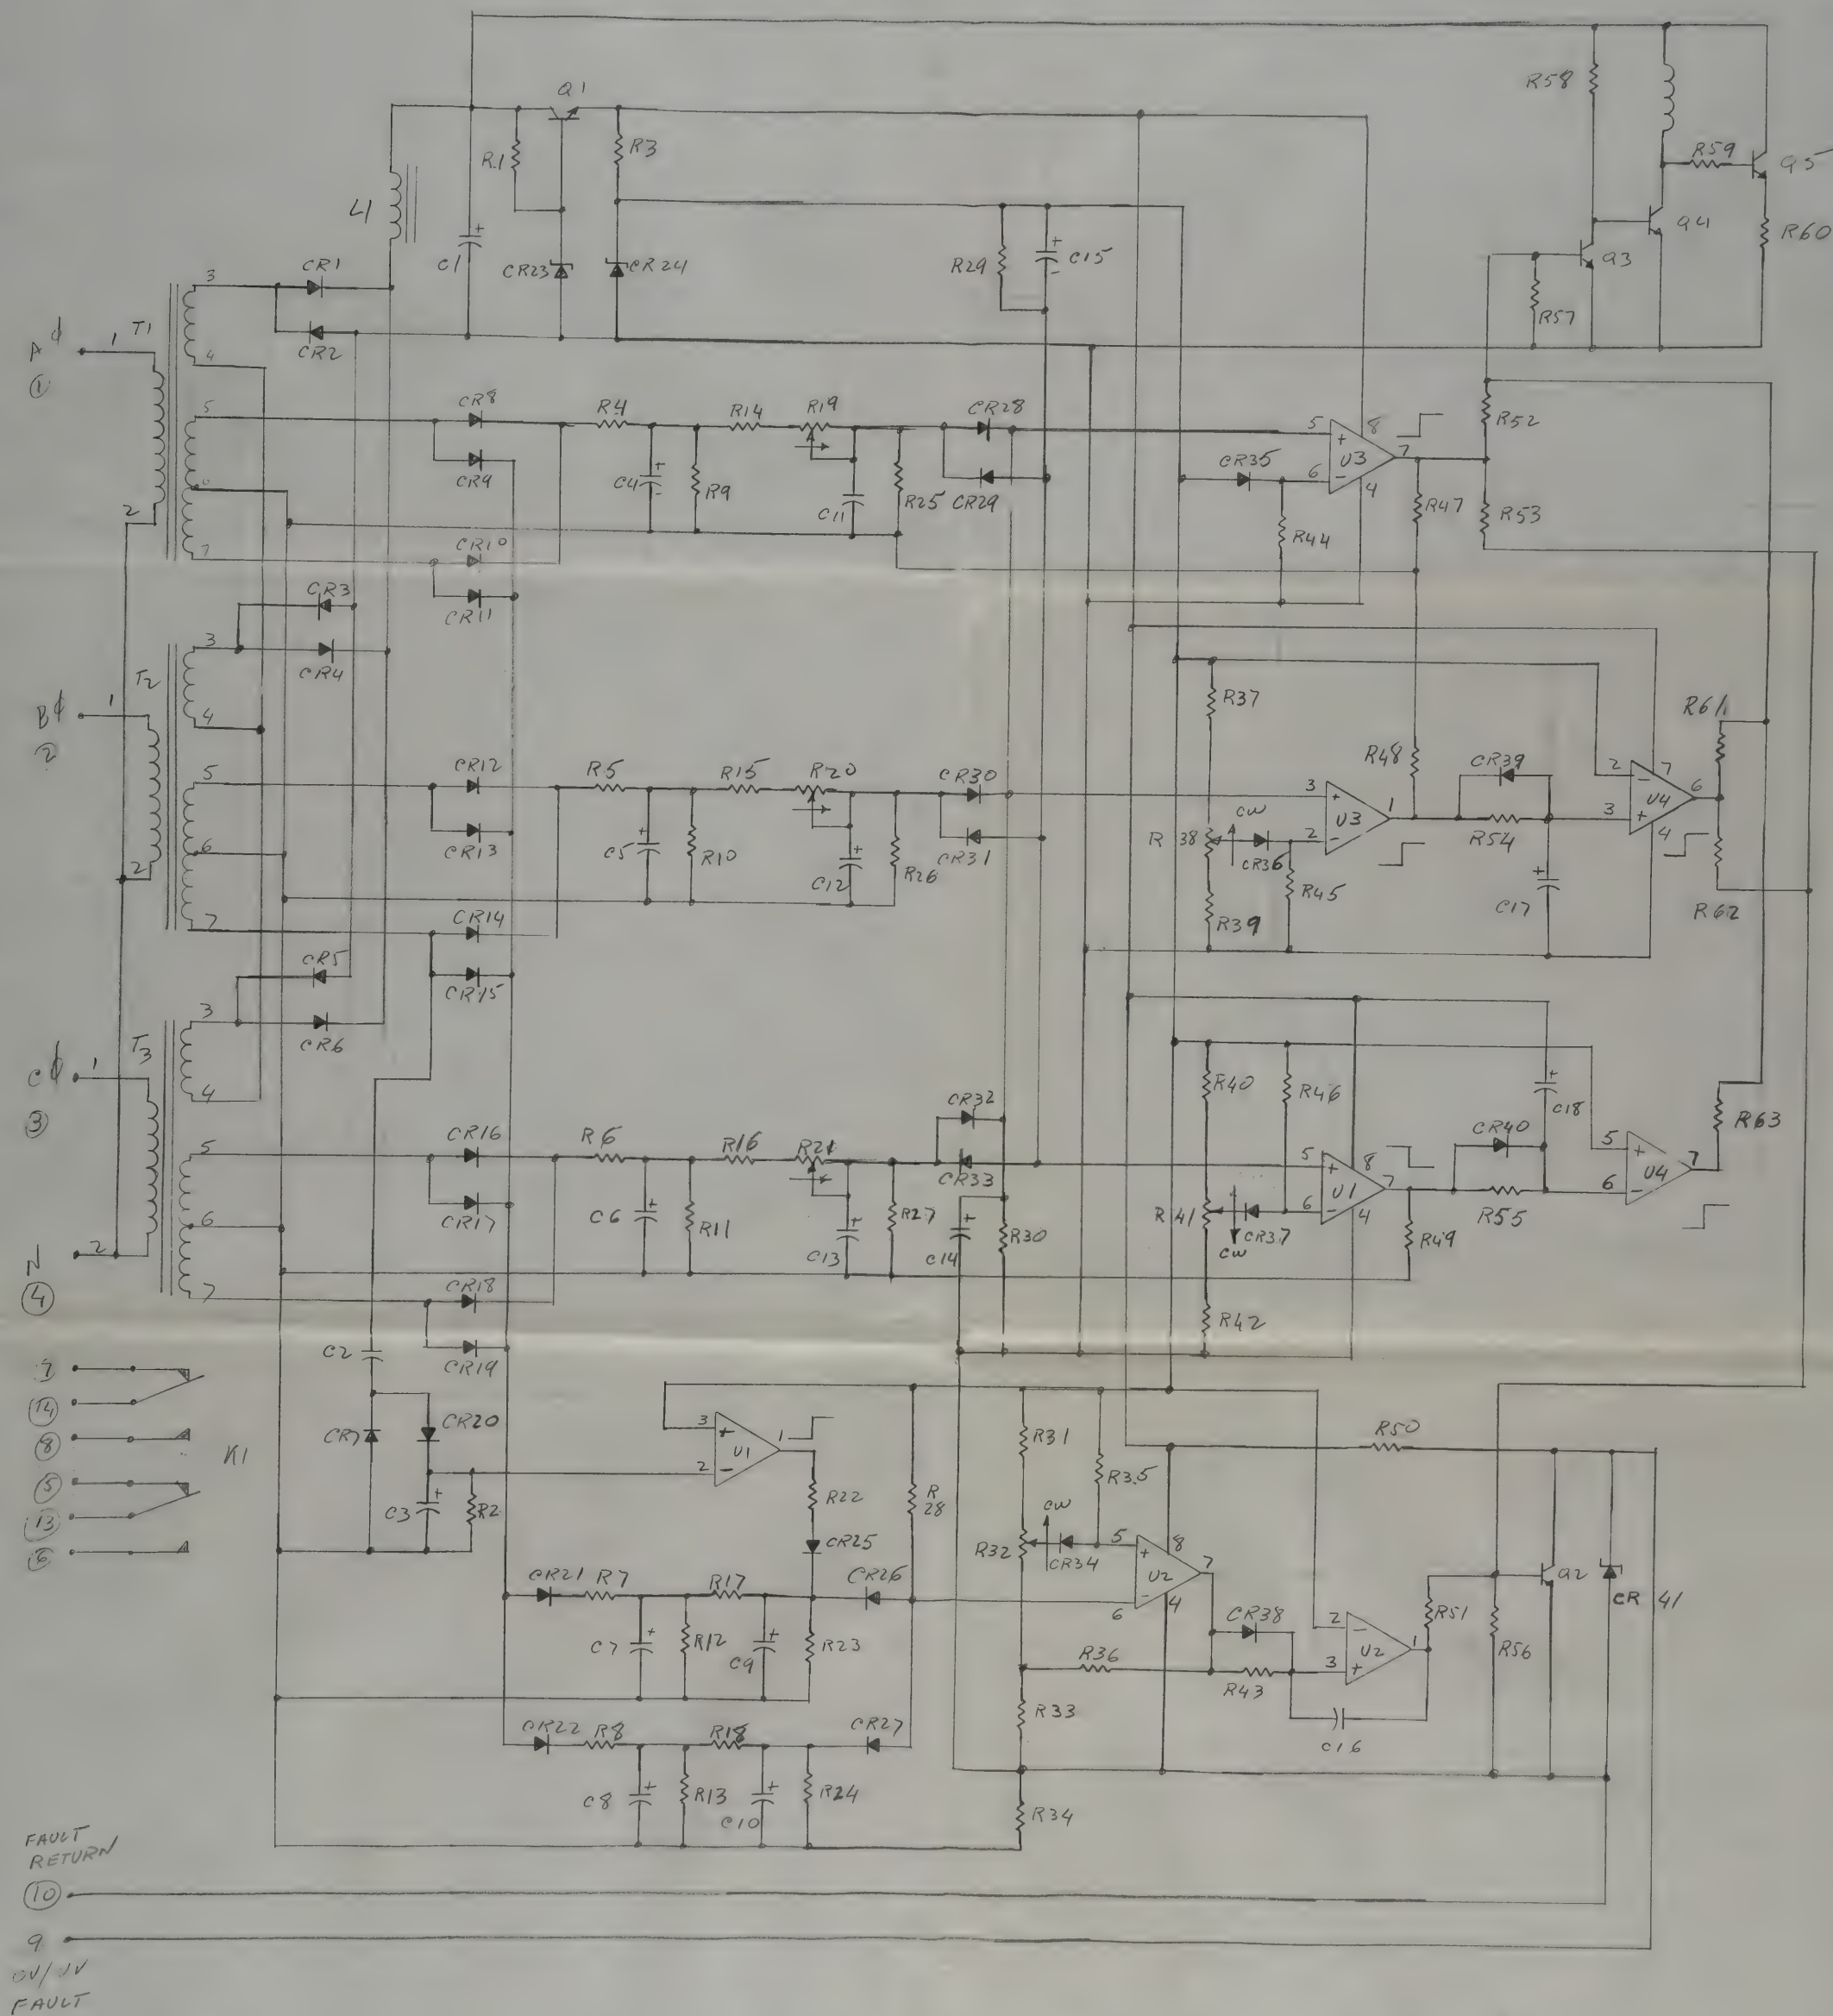 Q1
R58
R1
R3
R59
Q5
L1
C1
CR23
CR24
R29
C15
Q4
R60
Q3
R57
3
CR1
CR2
4
T1
1
A ϕ
①
2
5
CR8
CR9
R4
R14
R19
CR28
C4
R9
C11
R25
CR29
5
+
8
7
U3
6
-
4
CR35
R44
R47
R52
R53
7
CR10
CR11
CR3
CR4
3
T2
1
B ϕ
②
4
2
5
6
7
CR12
CR13
R5
R15
R20
CR30
C5
R10
C12
R26
CR31
R37
R 38
CW
CR36
R39
R45
3
+
2
-
U3
1
R48
CR39
R54
C17
2
-
7
3
+
U4
6
4
R61
R62
CR14
CR15
CR5
CR6
3
T3
1
C ϕ
③
4
2
5
6
7
N
④
CR16
CR17
R6
R16
R21
CR32
CR33
C6
R11
C13
R27
C14
R30
R40
R46
R 41
CW
CR37
R42
5
+
8
7
6
-
U1
4
R49
CR40
R55
C18
5
+
6
-
U4
7
R63
CR18
CR19
C2
CR7
CR20
C3
R2
⑦
⑭
⑧
⑤
⑬
⑥
K1
3
+
2
-
U1
1
R22
CR25
R
28
CR21
R7
R17
CR26
C7
R12
C9
R23
CR22
R8
R18
CR27
C8
R13
C10
R24
R31
R35
R32
CW
CR34
5
+
8
7
6
-
U2
4
R36
R33
R34
CR38
R43
C16
2
-
3
+
U2
1
R50
R51
R56
Q2
CR 41
FAULT
RETURN
⑩
9
FAULT